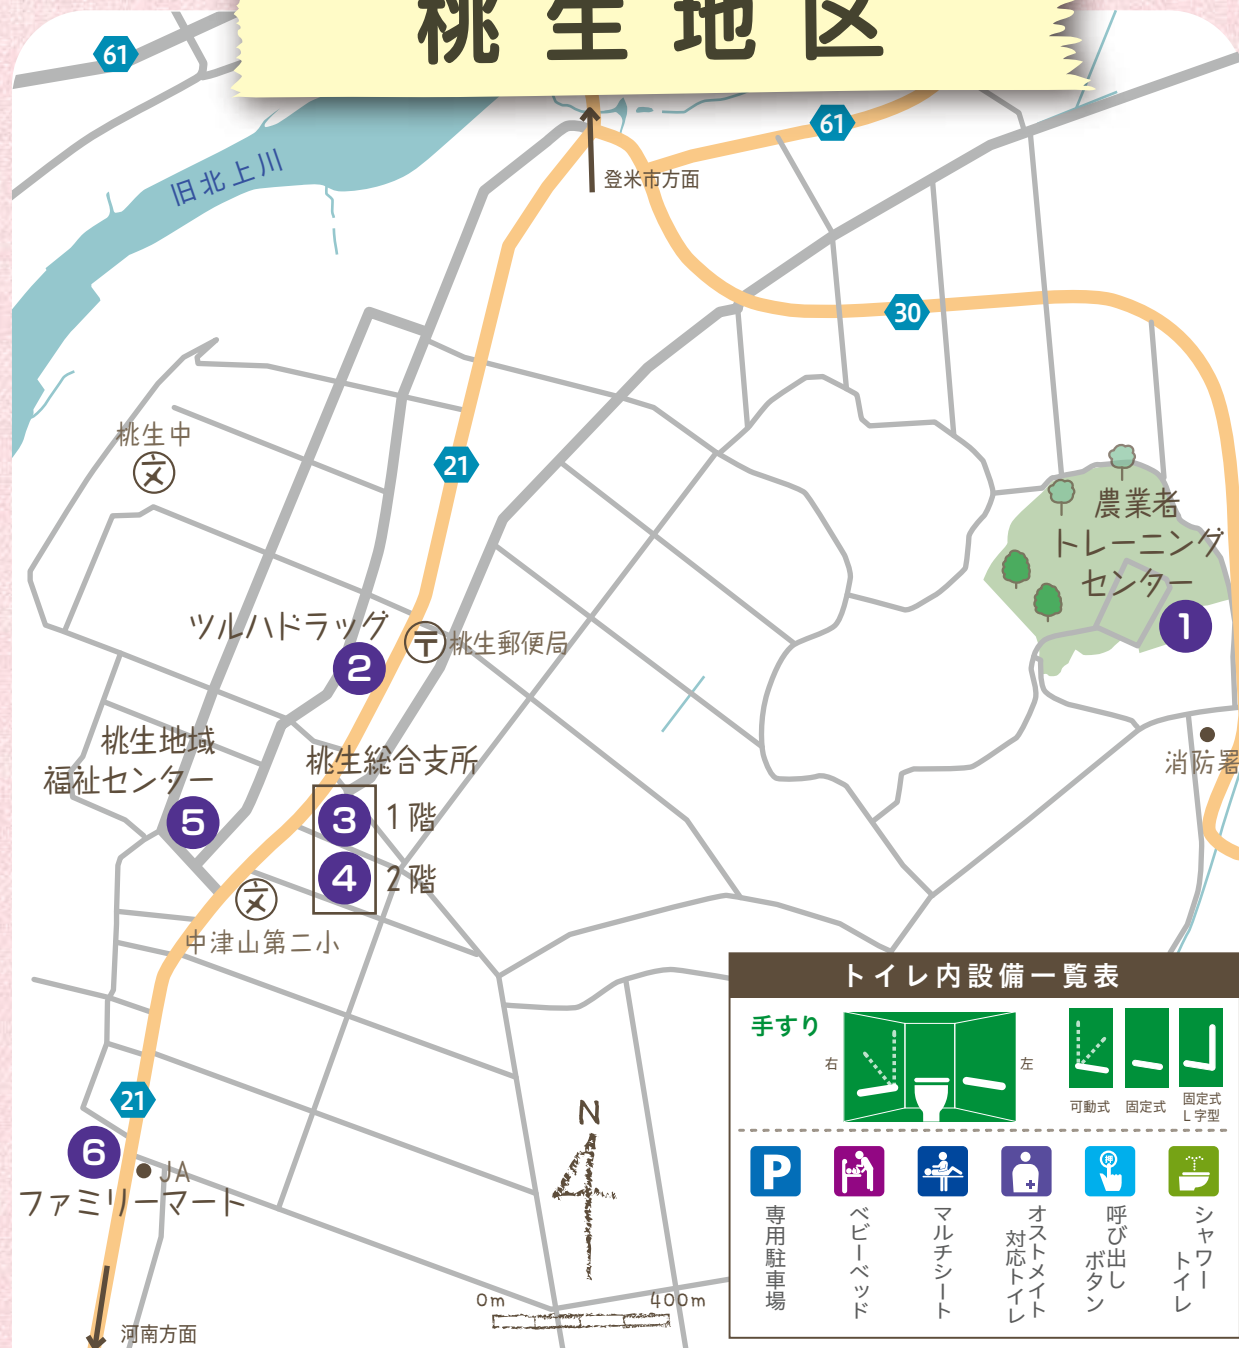 桃生地区
61
61
旧北上川
登米市方面
30
桃生中
文
21
農業者
トレーニング
センター
1
ツルハドラッグ
2
〒
桃生郵便局
桃生地域
福祉センター
5
桃生総合支所
3
1階
4
2階
消防署
文
中津山第二小
21
6
JA
ファミリーマート
河南方面
N
0m
400m
トイレ内設備一覧表
手すり
右
左
可動式
固定式
固定式
L字型
P
専用駐車場
ベビーベッド
マルチシート
オストメイト
対応トイレ
押
呼び出し
ボタン
シャワー
トイレ